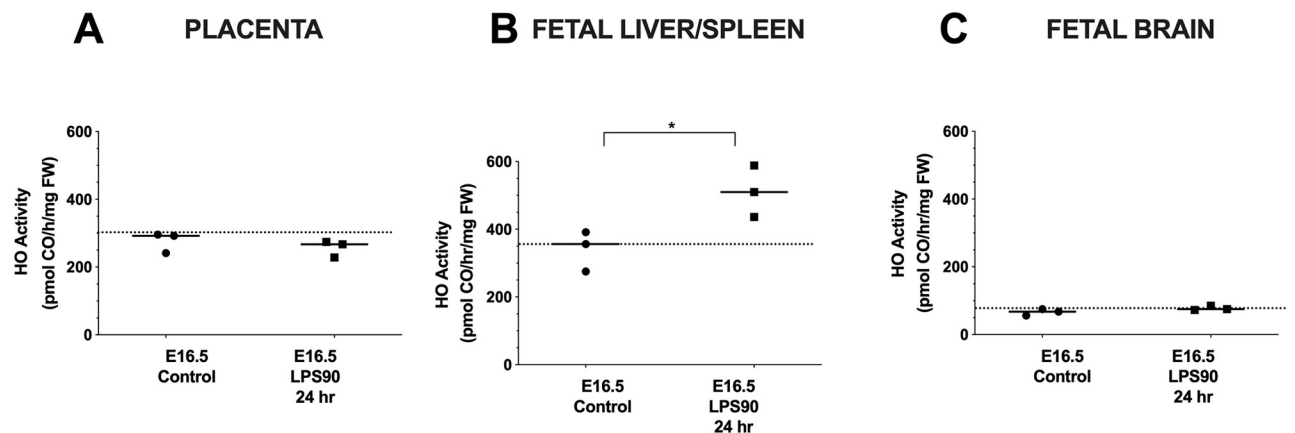 A PLACENTA
HO Activity
(pmol CO/hr/mg FW)
600
400
200
0
E16.5
Control
E16.5
LPS90
24 hr
B FETAL LIVER/SPLEEN
*
HO Activity
(pmol CO/hr/mg FW)
600
400
200
0
E16.5
Control
E16.5
LPS90
24 hr
C FETAL BRAIN
HO Activity
(pmol CO/hr/mg FW)
600
400
200
0
E16.5
Control
E16.5
LPS90
24 hr